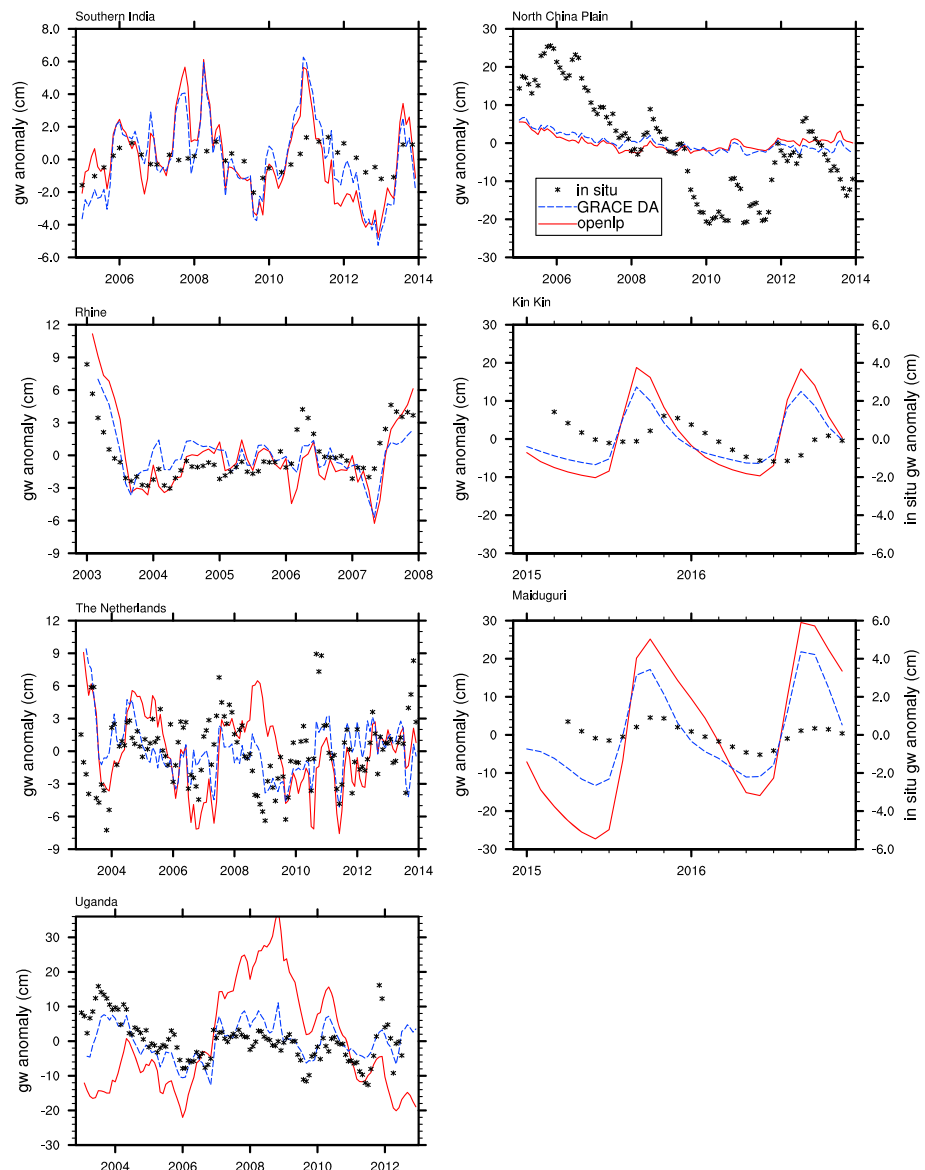 Southern India
gw anomaly (cm)
8.0
6.0
4.0
2.0
0.0
-2.0
-4.0
-6.0
2006 2008 2010 2012 2014
North China Plain
gw anomaly (cm)
30
20
10
0
-10
-20
-30
in situ
GRACE DA
openlp
2006 2008 2010 2012 2014
Rhine
gw anomaly (cm)
12
9
6
3
0
-3
-6
-9
2003 2004 2005 2006 2007 2008
Kin Kin
gw anomaly (cm)
30
20
10
0
-10
-20
-30
6.0
4.0
2.0
0.0
-2.0
-4.0
-6.0
in situ gw anomaly (cm)
2015 2016
The Netherlands
gw anomaly (cm)
12
9
6
3
0
-3
-6
-9
2004 2006 2008 2010 2012 2014
Maiduguri
gw anomaly (cm)
30
20
10
0
-10
-20
-30
6.0
4.0
2.0
0.0
-2.0
-4.0
-6.0
in situ gw anomaly (cm)
2015 2016
Uganda
gw anomaly (cm)
30
20
10
0
-10
-20
-30
2004 2006 2008 2010 2012